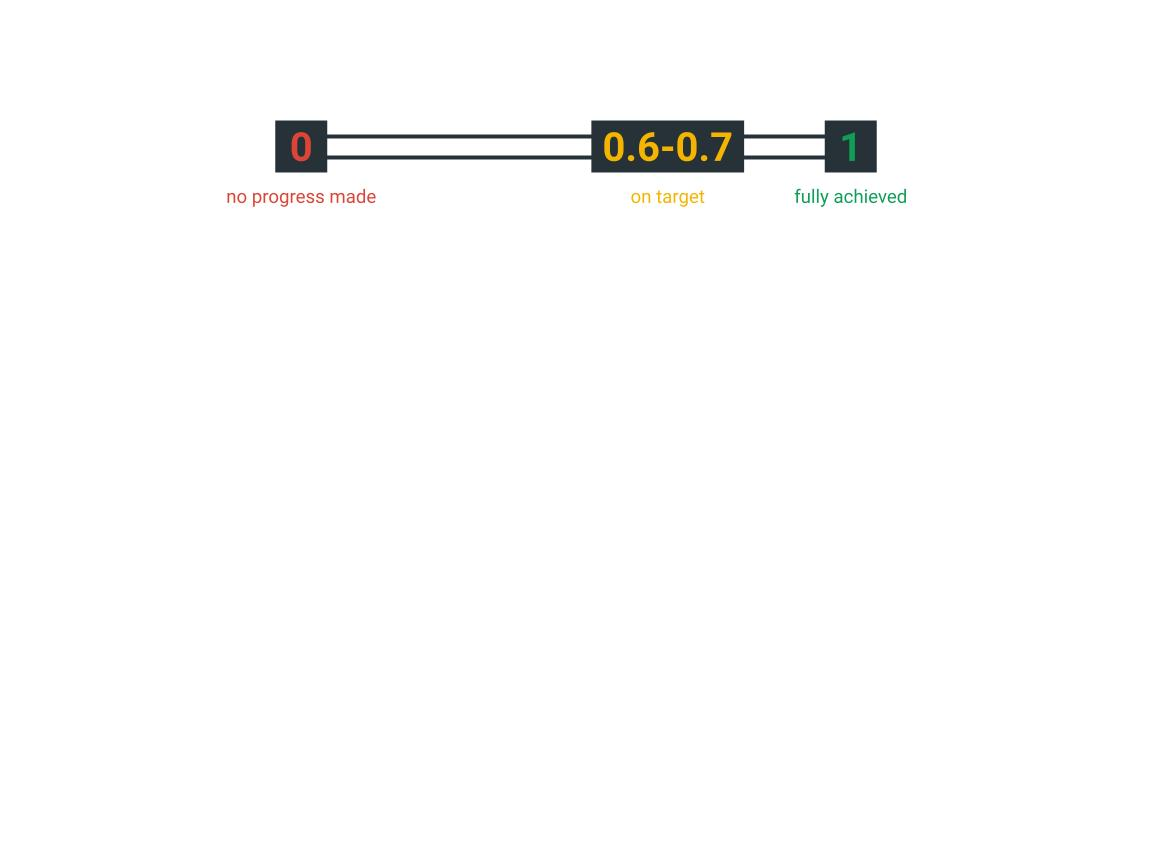 0 0.6-0.7 1
no progress made on target fully achieved